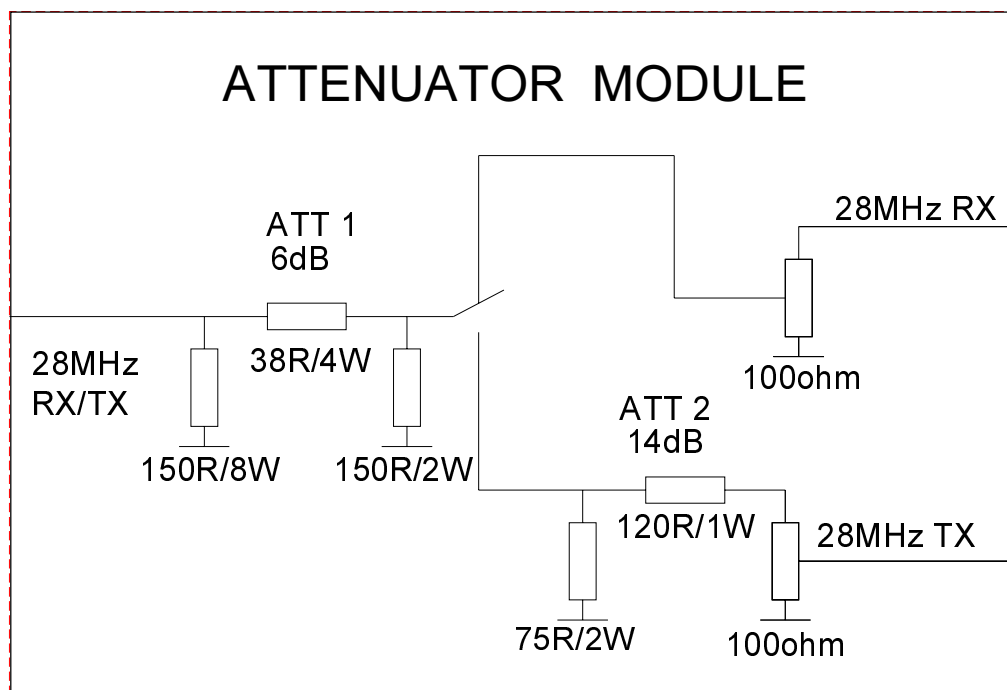 ATTENUATOR MODULE
28MHz RX
ATT 1
6dB
28MHz
RX/TX
38R/4W
100ohm
150R/8W
150R/2W
ATT 2
14dB
120R/1W
28MHz TX
75R/2W
100ohm